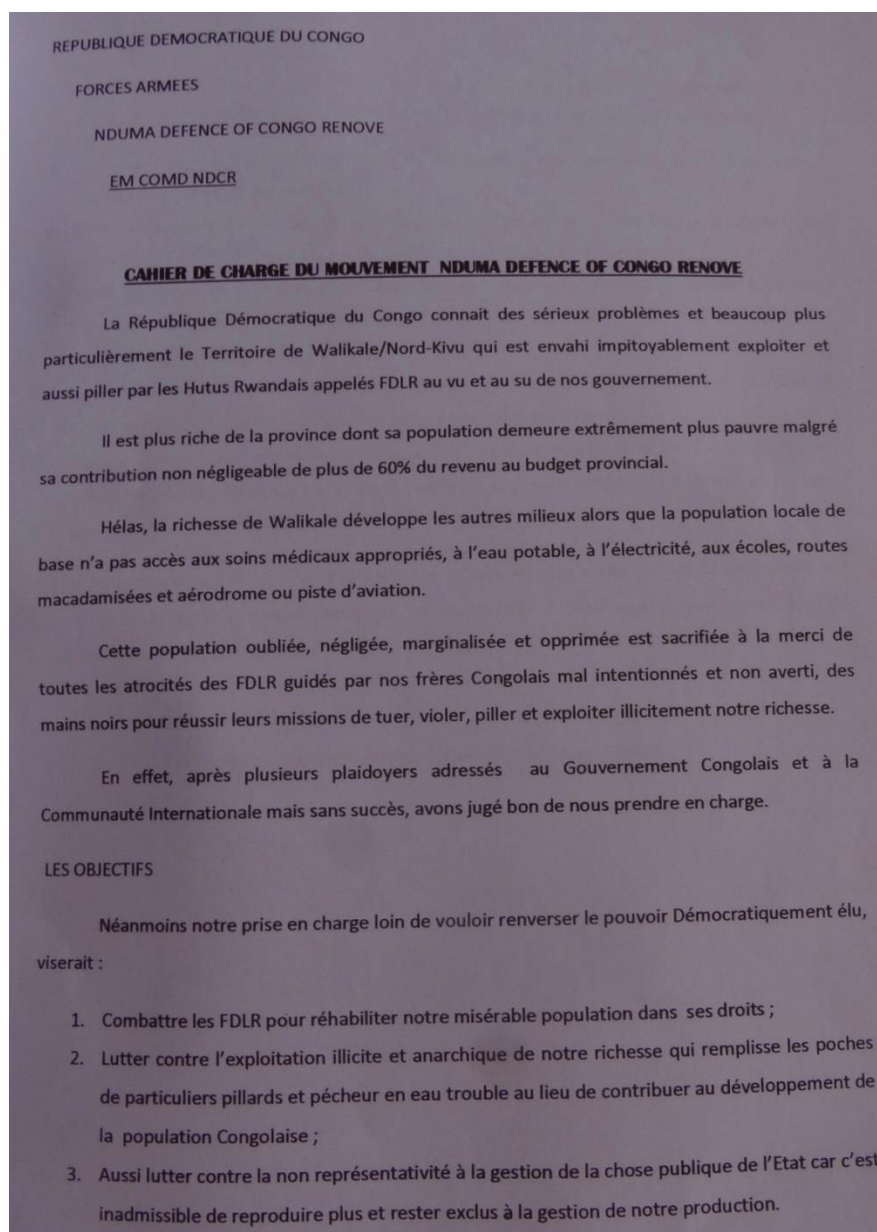 REPUBLIQUE DEMOCRATIQUE DU CONGO
FORCES ARMEES
NDUMA DEFENCE OF CONGO RENOVE
EM COMD NDCR
CAHIER DE CHARGE DU MOUVEMENT NDUMA DEFENCE OF CONGO RENOVE
La République Démocratique du Congo connait des sérieux problèmes et beaucoup plus
particulièrement le Territoire de Walikale/Nord-Kivu qui est envahi impitoyablement exploiter et
aussi piller par les Hutus Rwandais appelés FDLR au vu et au su de nos gouvernement.
Il est plus riche de la province dont sa population demeure extrêmement plus pauvre malgré
sa contribution non négligeable de plus de 60% du revenu au budget provincial.
Hélas, la richesse de Walikale développe les autres milieux alors que la population locale de
base n'a pas accès aux soins médicaux appropriés, à l'eau potable, à l'électricité, aux écoles, routes
macadamisées et aérodrome ou piste d'aviation.
Cette population oubliée, négligée, marginalisée et opprimée est sacrifiée à la merci de
toutes les atrocités des FDLR guidés par nos frères Congolais mal intentionnés et non averti, des
mains noirs pour réussir leurs missions de tuer, violer, piller et exploiter illicitement notre richesse.
En effet, après plusieurs plaidoyers adressés au Gouvernement Congolais et à la
Communauté Internationale mais sans succès, avons jugé bon de nous prendre en charge.
LES OBJECTIFS
Néanmoins notre prise en charge loin de vouloir renverser le pouvoir Démocratiquement élu,
viserait :
1. Combattre les FDLR pour réhabiliter notre misérable population dans ses droits ;
2. Lutter contre l'exploitation illicite et anarchique de notre richesse qui remplisse les poches
de particuliers pillards et pécheur en eau trouble au lieu de contribuer au développement de
la population Congolaise ;
3. Aussi lutter contre la non représentativité à la gestion de la chose publique de l'Etat car c'est
inadmissible de reproduire plus et rester exclus à la gestion de notre production.